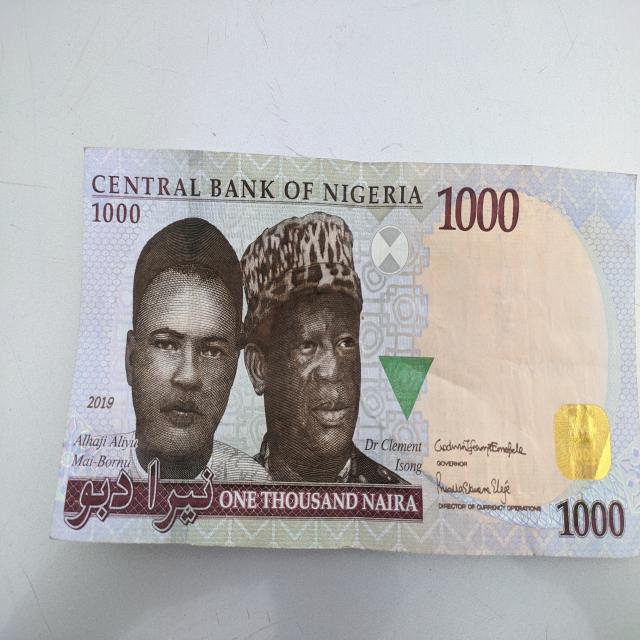 CENTRAL BANK OF NIGERIA
1000
1000
2019
Alhaji Aliyu
Mai-Bornu
Dr Clement
Isong
GOVERNOR
DIRECTOR OF CURRENCY OPERATIONS
نيرا دبو
ONE THOUSAND NAIRA
1000